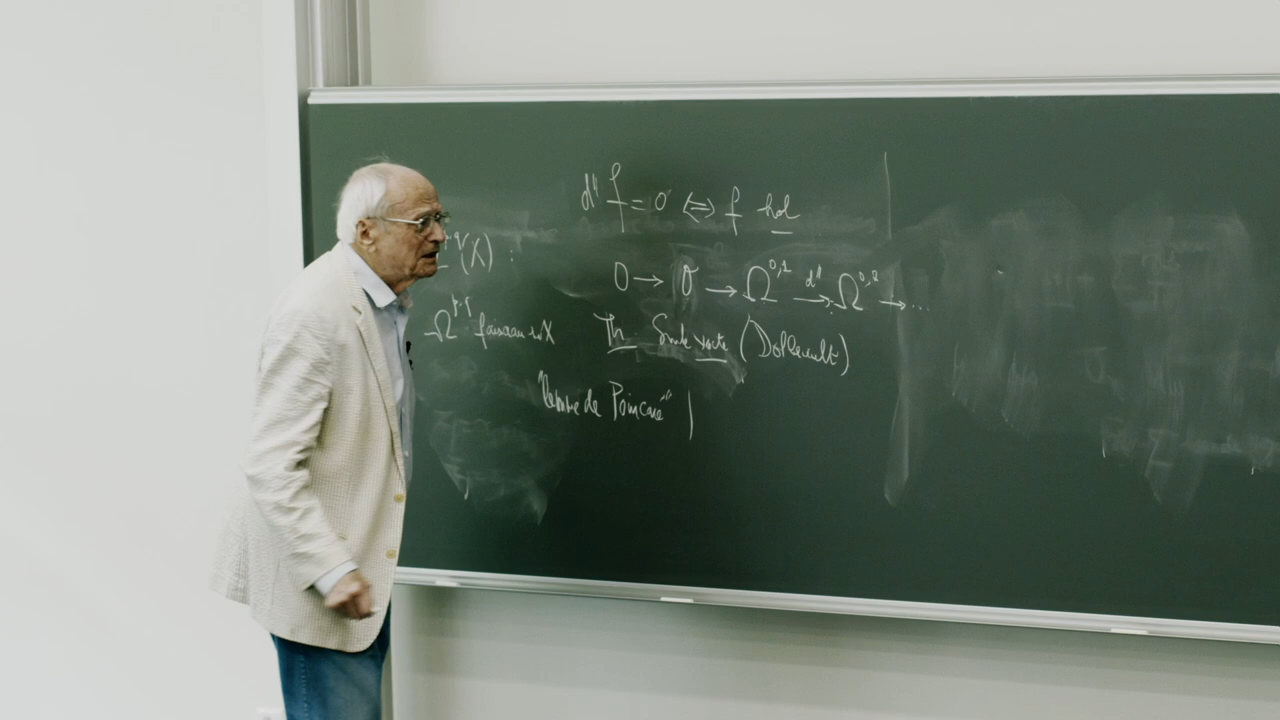 d" f = 0 ⇔ f hol
q(X) :
0 → O → Ω^{0,1} →^{d"} Ω^{0,2} → ...
Ω^{p,q} faisceau sur X
Th Suite exacte (Dolbeault)
"lemme de Poincaré" |